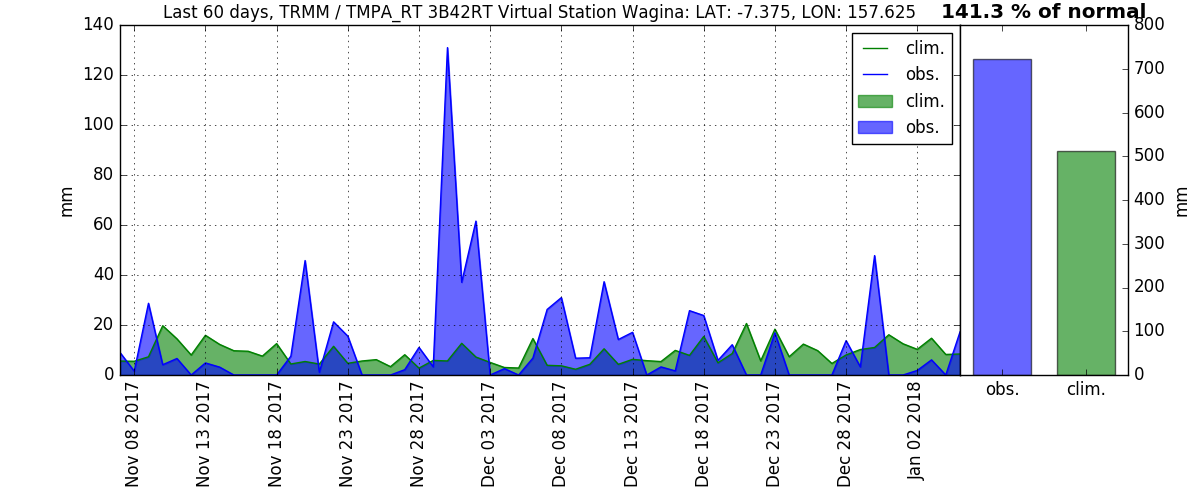 Last 60 days, TRMM / TMPA_RT 3B42RT Virtual Station Wagina: LAT: -7.375, LON: 157.625
141.3 % of normal
140
120
100
80
60
40
20
0
mm
clim.
obs.
clim.
obs.
Nov 08 2017
Nov 13 2017
Nov 18 2017
Nov 23 2017
Nov 28 2017
Dec 03 2017
Dec 08 2017
Dec 13 2017
Dec 18 2017
Dec 23 2017
Dec 28 2017
Jan 02 2018
800
700
600
500
400
300
200
100
0
mm
obs.
clim.